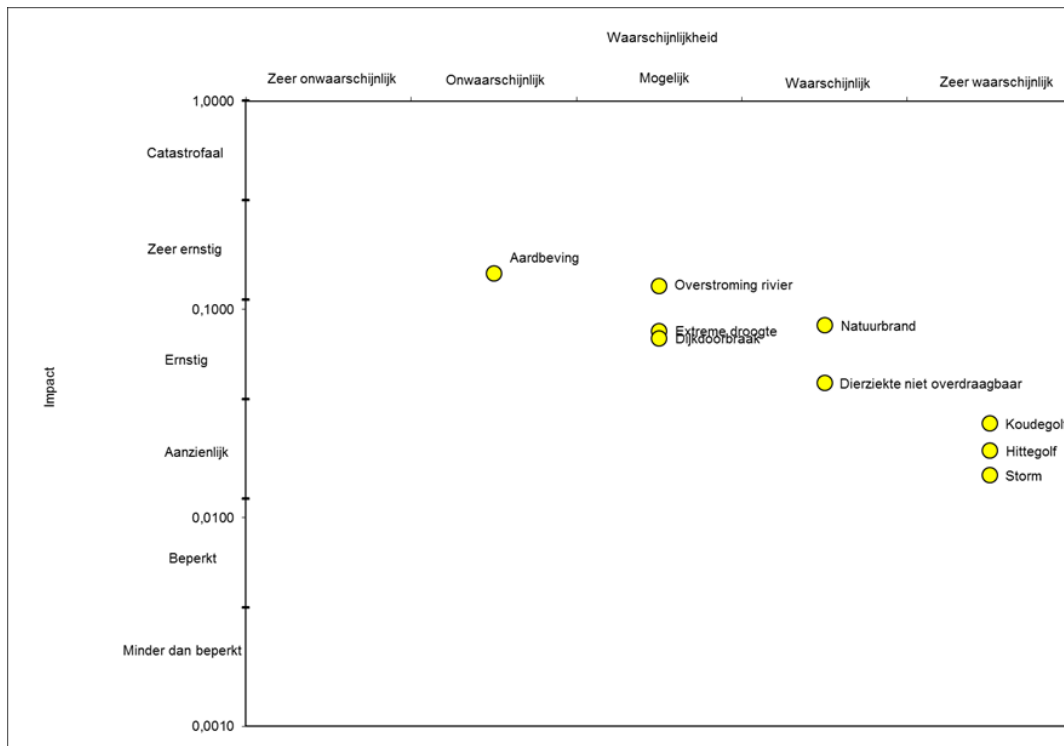 Waarschijnlijkheid
Zeer onwaarschijnlijk
Onwaarschijnlijk
Mogelijk
Waarschijnlijk
Zeer waarschijnlijk
1,0000
Catastrofaal
Zeer ernstig
Aardbeving
Overstroming rivier
0,1000
Natuurbrand
Extreme droogte
Dijkdoorbraak
Ernstig
Impact
Dierziekte niet overdraagbaar
Koudegolf
Aanzienlijk
Hittegolf
Storm
0,0100
Beperkt
Minder dan beperkt
0,0010